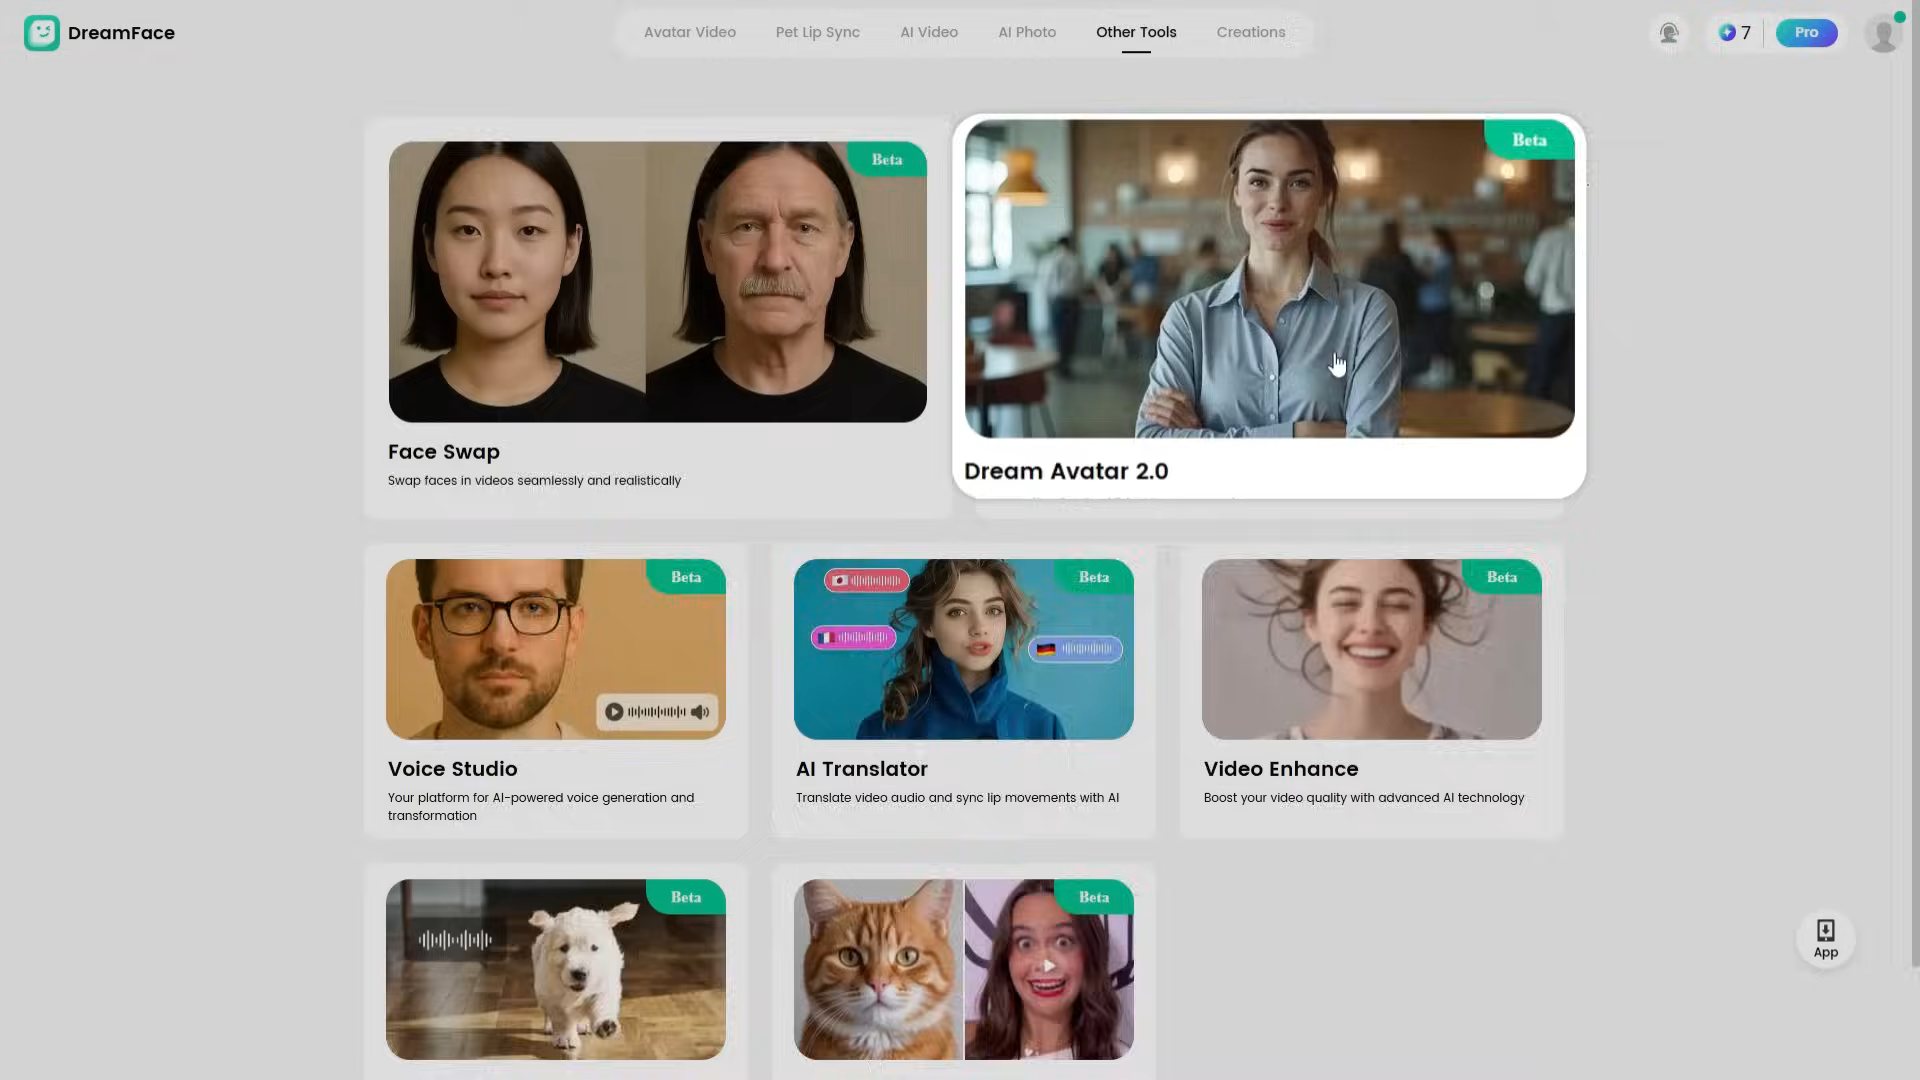 DreamFace
Avatar Video
Pet Lip Sync
AI Video
AI Photo
Other Tools
Creations
7
Pro
Beta
Face Swap
Swap faces in videos seamlessly and realistically
Beta
Dream Avatar 2.0
Beta
Voice Studio
Your platform for AI-powered voice generation and
transformation
Beta
AI Translator
Translate video audio and sync lip movements with AI
Beta
Video Enhance
Boost your video quality with advanced AI technology
Beta
Beta
App